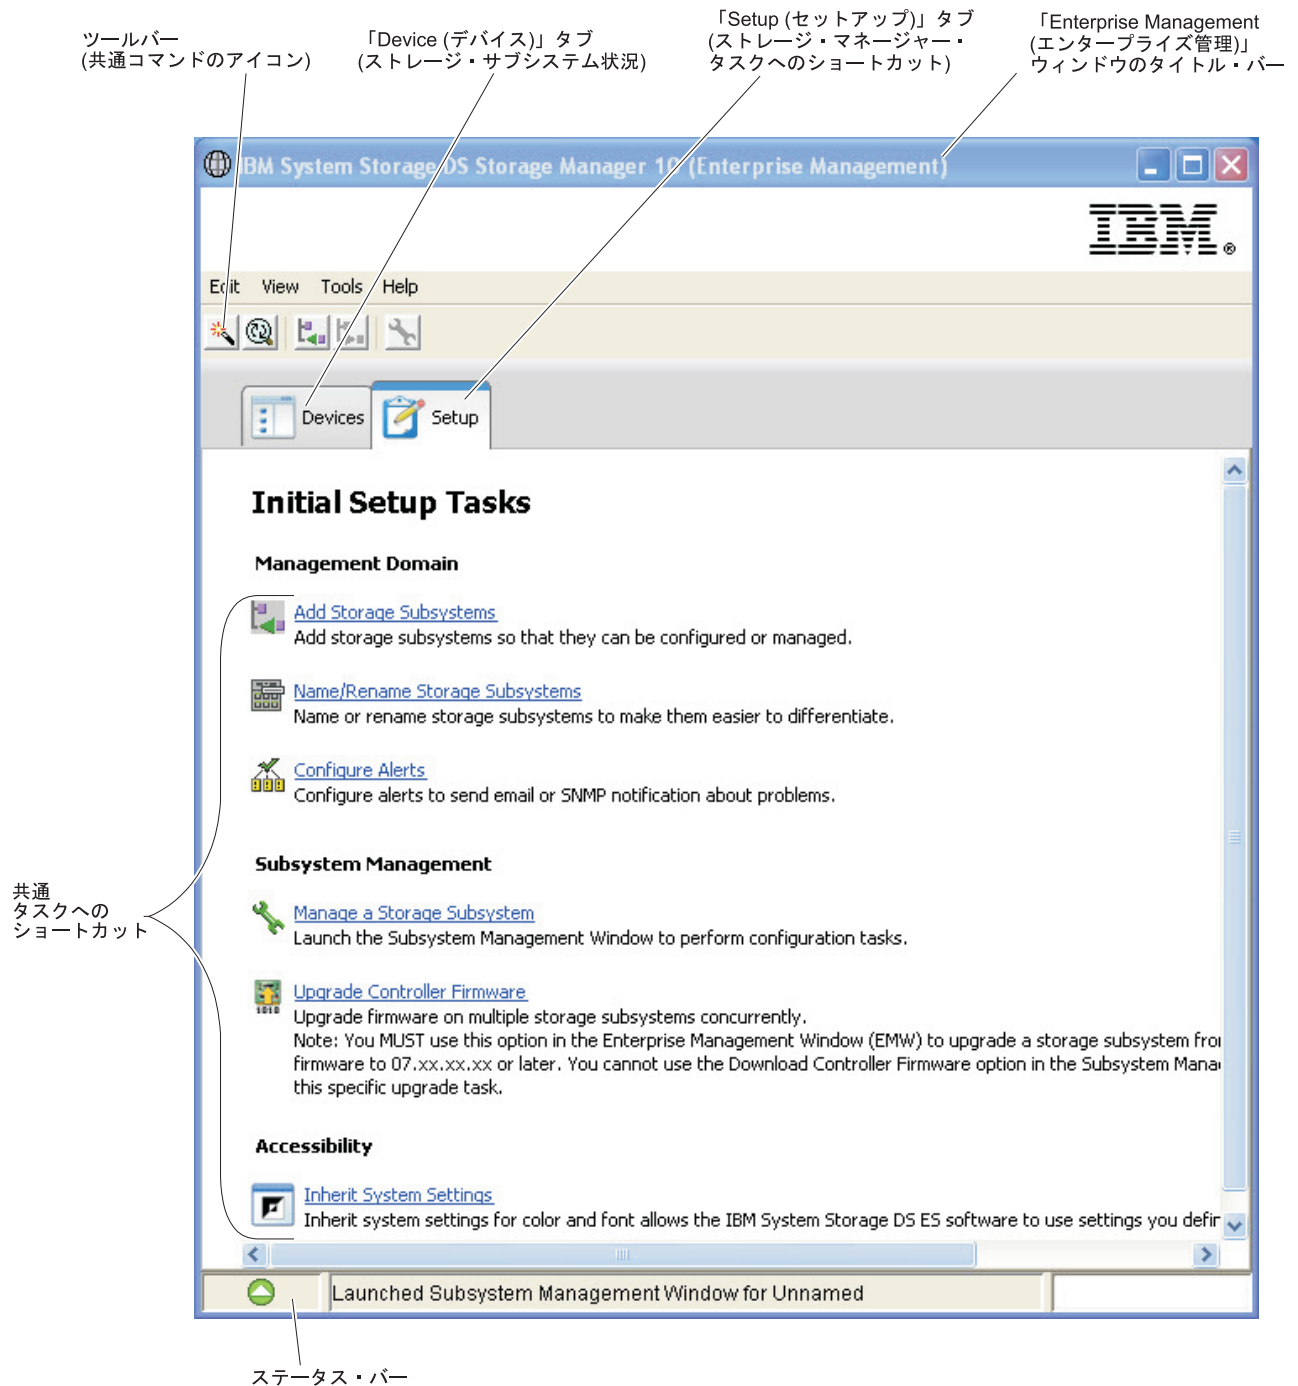 ツールバー
(共通コマンドのアイコン)
「Device (デバイス)」タブ
(ストレージ・サブシステム状況)
「Setup (セットアップ)」タブ
(ストレージ・マネージャー・
タスクへのショートカット)
「Enterprise Management
(エンタープライズ管理)」
ウィンドウのタイトル・バー
IBM System Storage DS Storage Manager 10 (Enterprise Management)
IBM®
Edit View Tools Help
Devices
Setup
Initial Setup Tasks
Management Domain
Add Storage Subsystems
Add storage subsystems so that they can be configured or managed.
Name/Rename Storage Subsystems
Name or rename storage subsystems to make them easier to differentiate.
Configure Alerts
Configure alerts to send email or SNMP notification about problems.
Subsystem Management
共通
タスクへの
ショートカット
Manage a Storage Subsystem
Launch the Subsystem Management Window to perform configuration tasks.
1010
Upgrade Controller Firmware
Upgrade firmware on multiple storage subsystems concurrently.
Note: You MUST use this option in the Enterprise Management Window (EMW) to upgrade a storage subsystem from
firmware to 07.xx.xx.xx or later. You cannot use the Download Controller Firmware option in the Subsystem Mana
this specific upgrade task.
Accessibility
Inherit System Settings
Inherit system settings for color and font allows the IBM System Storage DS ES software to use settings you defin
Launched Subsystem Management Window for Unnamed
ステータス・バー